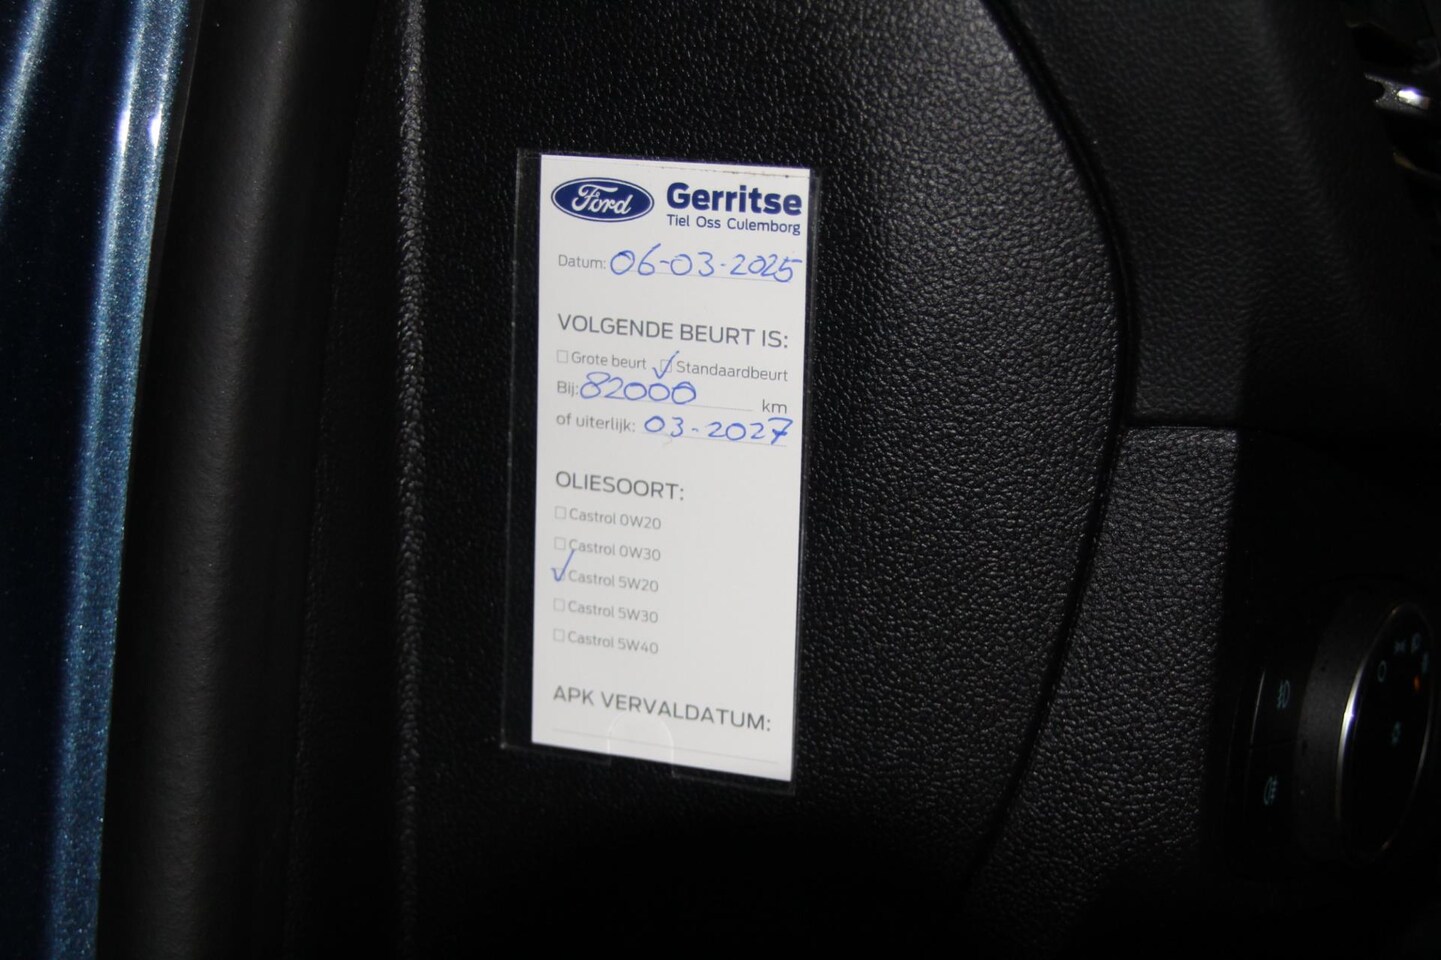 Ford Gerritse
Tiel Oss Culemborg
Datum: 06-03-2025
VOLGENDE BEURT IS:
☐ Grote beurt ☑ Standaardbeurt
Bij: 82000 km
of uiterlijk: 03-2027
OLIESOORT:
☐ Castrol 0W20
☐ Castrol 0W30
☑ Castrol 5W20
☐ Castrol 5W30
☐ Castrol 5W40
APK VERVALDATUM: